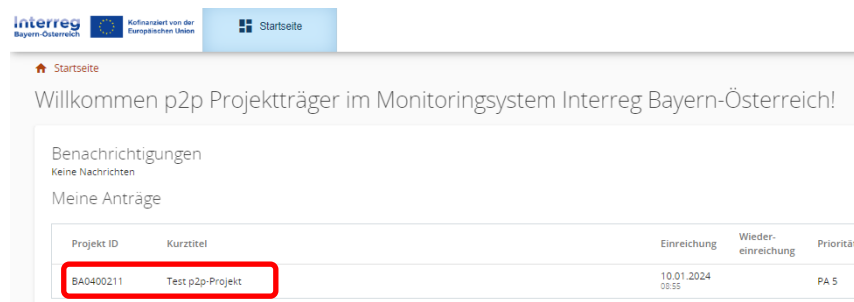 Interreg
Bayern-Österreich
Kofinanziert von der
Europäischen Union
Startseite
Startseite
Willkommen p2p Projektträger im Monitoringsystem Interreg Bayern-Österreich!
Benachrichtigungen
Keine Nachrichten
Meine Anträge
Projekt ID Kurztitel Einreichung Wieder-
einreichung Priorität
BA0400211 Test p2p-Projekt 10.01.2024 PA 5
08:55